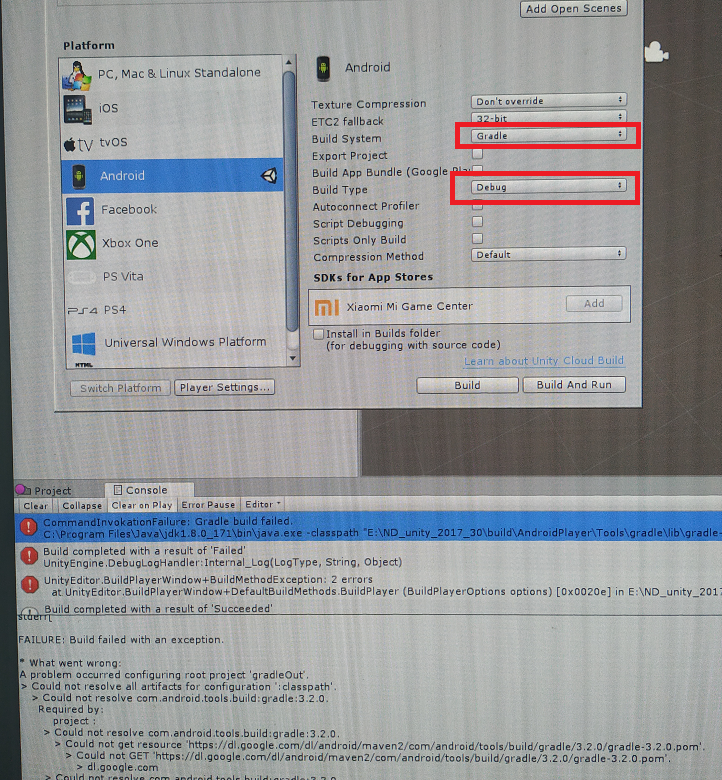 Add Open Scenes
Platform
PC, Mac & Linux Standalone
iOS
tv tvOS
Android
Facebook
Xbox One
PS Vita
PS4 PS4
Universal Windows Platform
HTML
Switch Platform
Player Settings...
Android
Texture Compression Don't override
ETC2 fallback 32-bit
Build System Gradle
Export Project
Build App Bundle (Google Pla
Build Type Debug
Autoconnect Profiler
Script Debugging
Scripts Only Build
Compression Method Default
SDKs for App Stores
Xiaomi Mi Game Center Add
Install in Builds folder
(for debugging with source code)
Learn about Unity Cloud Build
Build Build And Run
Project Console
Clear Collapse Clear on Play Error Pause Editor
CommandInvokationFailure: Gradle build failed.
C:\Program Files\Java\jdk1.8.0_171\bin\java.exe -classpath "E:\ND_unity_2017_30\build\AndroidPlayer\Tools\gradle\lib\gradle-
Build completed with a result of 'Failed'
UnityEngine.DebugLogHandler:Internal_Log(LogType, String, Object)
UnityEditor.BuildPlayerWindow+BuildMethodException: 2 errors
at UnityEditor.BuildPlayerWindow+DefaultBuildMethods.BuildPlayer (BuildPlayerOptions options) [0x0020e] in E:\ND_unity_2017
Build completed with a result of 'Succeeded'
stderr[
FAILURE: Build failed with an exception.
* What went wrong:
A problem occurred configuring root project 'gradleOut'.
> Could not resolve all artifacts for configuration ':classpath'.
> Could not resolve com.android.tools.build:gradle:3.2.0.
Required by:
project :
> Could not resolve com.android.tools.build:gradle:3.2.0.
> Could not get resource 'https://dl.google.com/dl/android/maven2/com/android/tools/build/gradle/3.2.0/gradle-3.2.0.pom'.
> Could not GET 'https://dl.google.com/dl/android/maven2/com/android/tools/build/gradle/3.2.0/gradle-3.2.0.pom'.
> dl.google.com
> Could not resolve com.android.tools.build:gradle:3.2.0